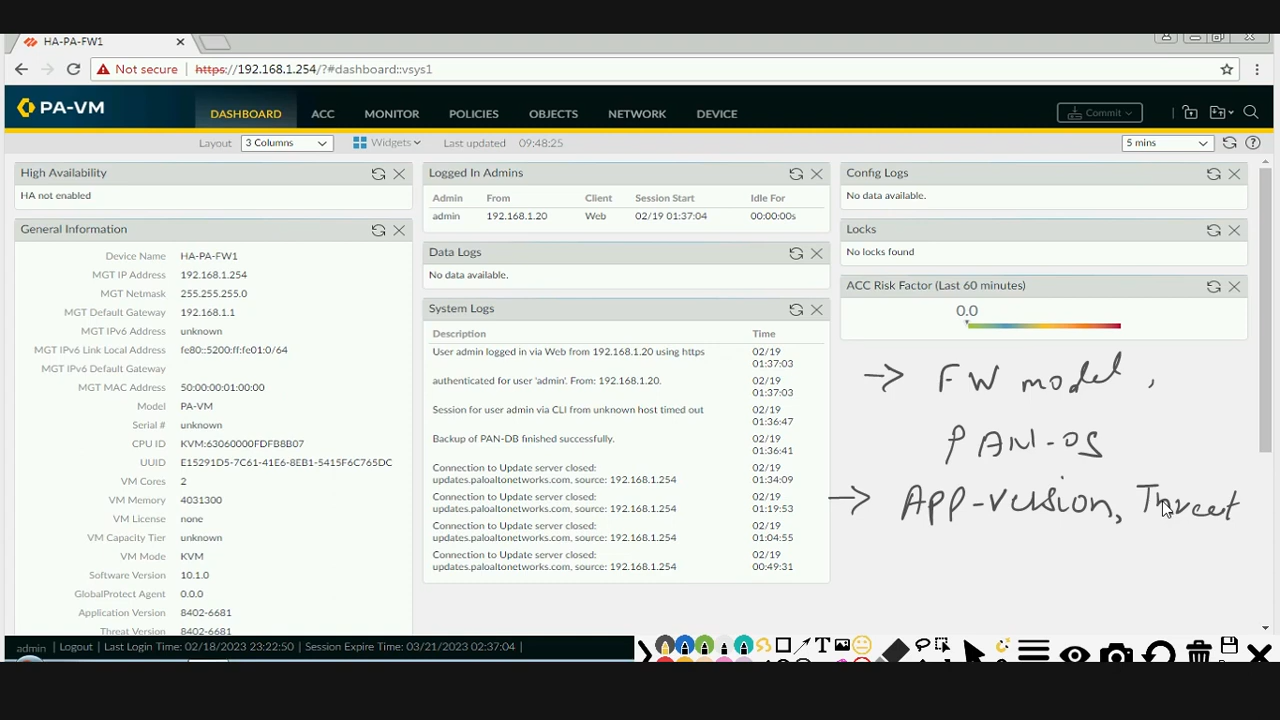 HA-PA-FW1
Not secure https://192.168.1.254/?#dashboard::vsys1
PA-VM DASHBOARD ACC MONITOR POLICIES OBJECTS NETWORK DEVICE Commit
Layout 3 Columns Widgets Last updated 09:48:25 5 mins
High Availability
HA not enabled
General Information
Device Name HA-PA-FW1
MGT IP Address 192.168.1.254
MGT Netmask 255.255.255.0
MGT Default Gateway 192.168.1.1
MGT IPv6 Address unknown
MGT IPv6 Link Local Address fe80::5200:ff:fe01:0/64
MGT IPv6 Default Gateway
MGT MAC Address 50:00:00:01:00:00
Model PA-VM
Serial # unknown
CPU ID KVM:63060000FDFB8B07
UUID E15291D5-7C61-41E6-8EB1-5415F6C765DC
VM Cores 2
VM Memory 4031300
VM License none
VM Capacity Tier unknown
VM Mode KVM
Software Version 10.1.0
GlobalProtect Agent 0.0.0
Application Version 8402-6681
Threat Version 8402-6681
Logged In Admins
Admin From Client Session Start Idle For
admin 192.168.1.20 Web 02/19 01:37:04 00:00:00s
Data Logs
No data available.
System Logs
Description Time
User admin logged in via Web from 192.168.1.20 using https 02/19
01:37:03
authenticated for user 'admin'. From: 192.168.1.20. 02/19
01:37:03
Session for user admin via CLI from unknown host timed out 02/19
01:36:47
Backup of PAN-DB finished successfully. 02/19
01:36:41
Connection to Update server closed: 02/19
updates.paloaltonetworks.com, source: 192.168.1.254 01:34:09
Connection to Update server closed: 02/19
updates.paloaltonetworks.com, source: 192.168.1.254 01:19:53
Connection to Update server closed: 02/19
updates.paloaltonetworks.com, source: 192.168.1.254 01:04:55
Connection to Update server closed: 02/19
updates.paloaltonetworks.com, source: 192.168.1.254 00:49:31
Config Logs
No data available.
Locks
No locks found
ACC Risk Factor (Last 60 minutes)
0.0
→ FW model,
PAN-OS
→ App-version, Threet
admin | Logout | Last Login Time: 02/18/2023 23:22:50 | Session Expire Time: 03/21/2023 02:37:04 |